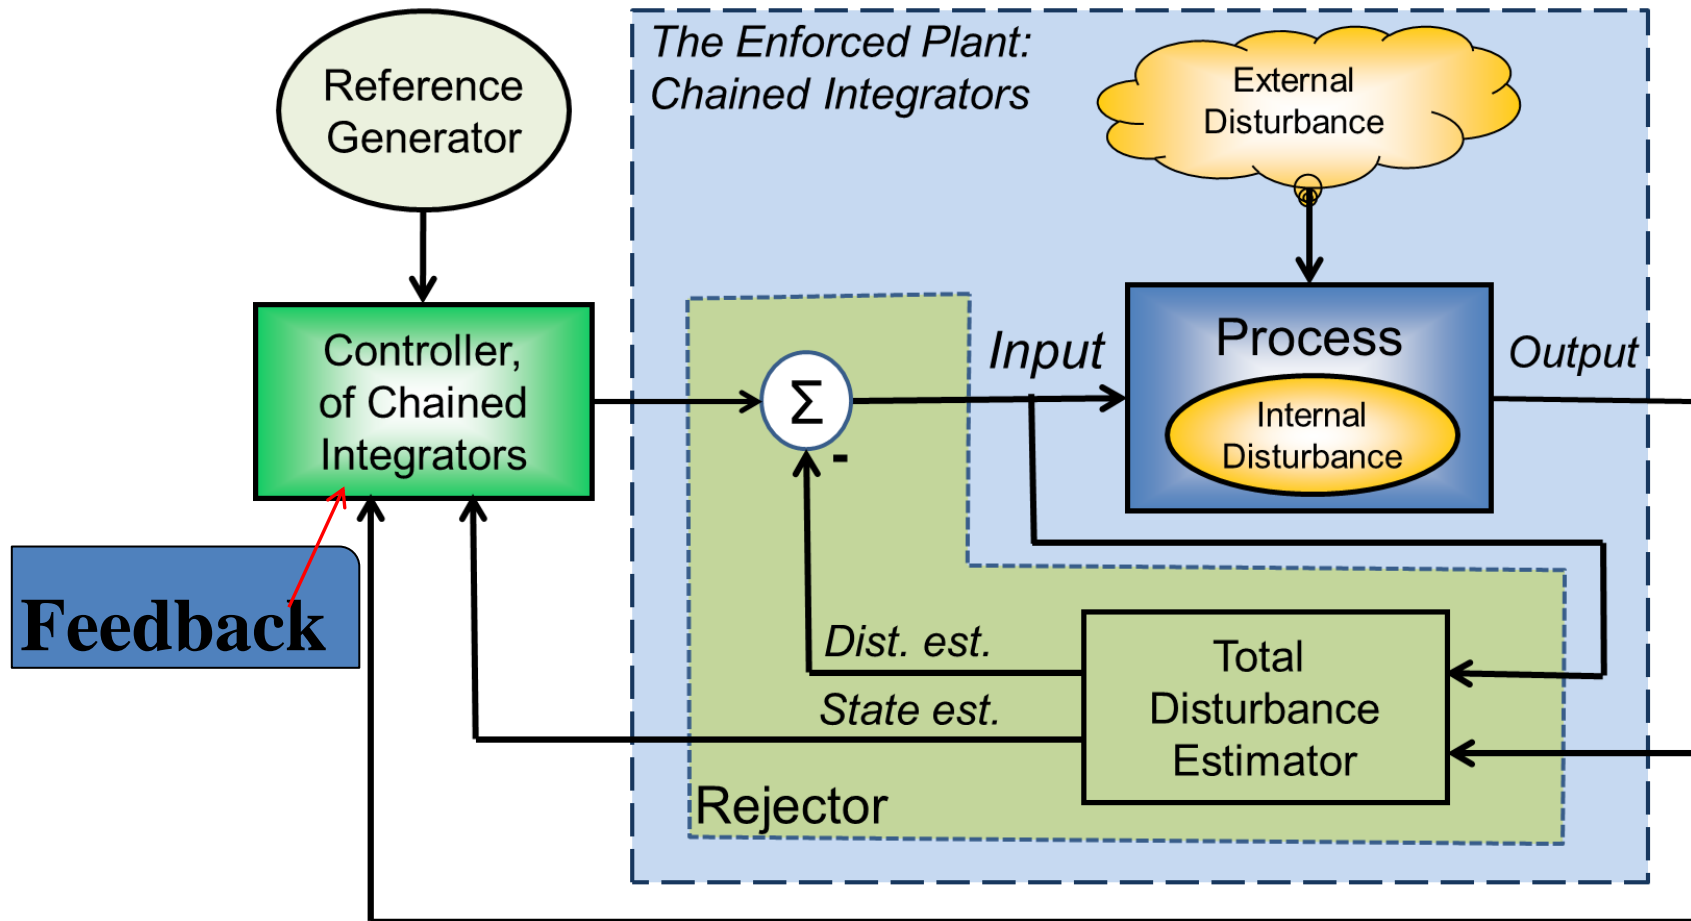 The Enforced Plant:
Chained Integrators
Reference
Generator
External
Disturbance
Controller,
of Chained
Integrators
Σ
-
Input
Process
Internal
Disturbance
Output
Feedback
Dist. est.
State est.
Total
Disturbance
Estimator
Rejector